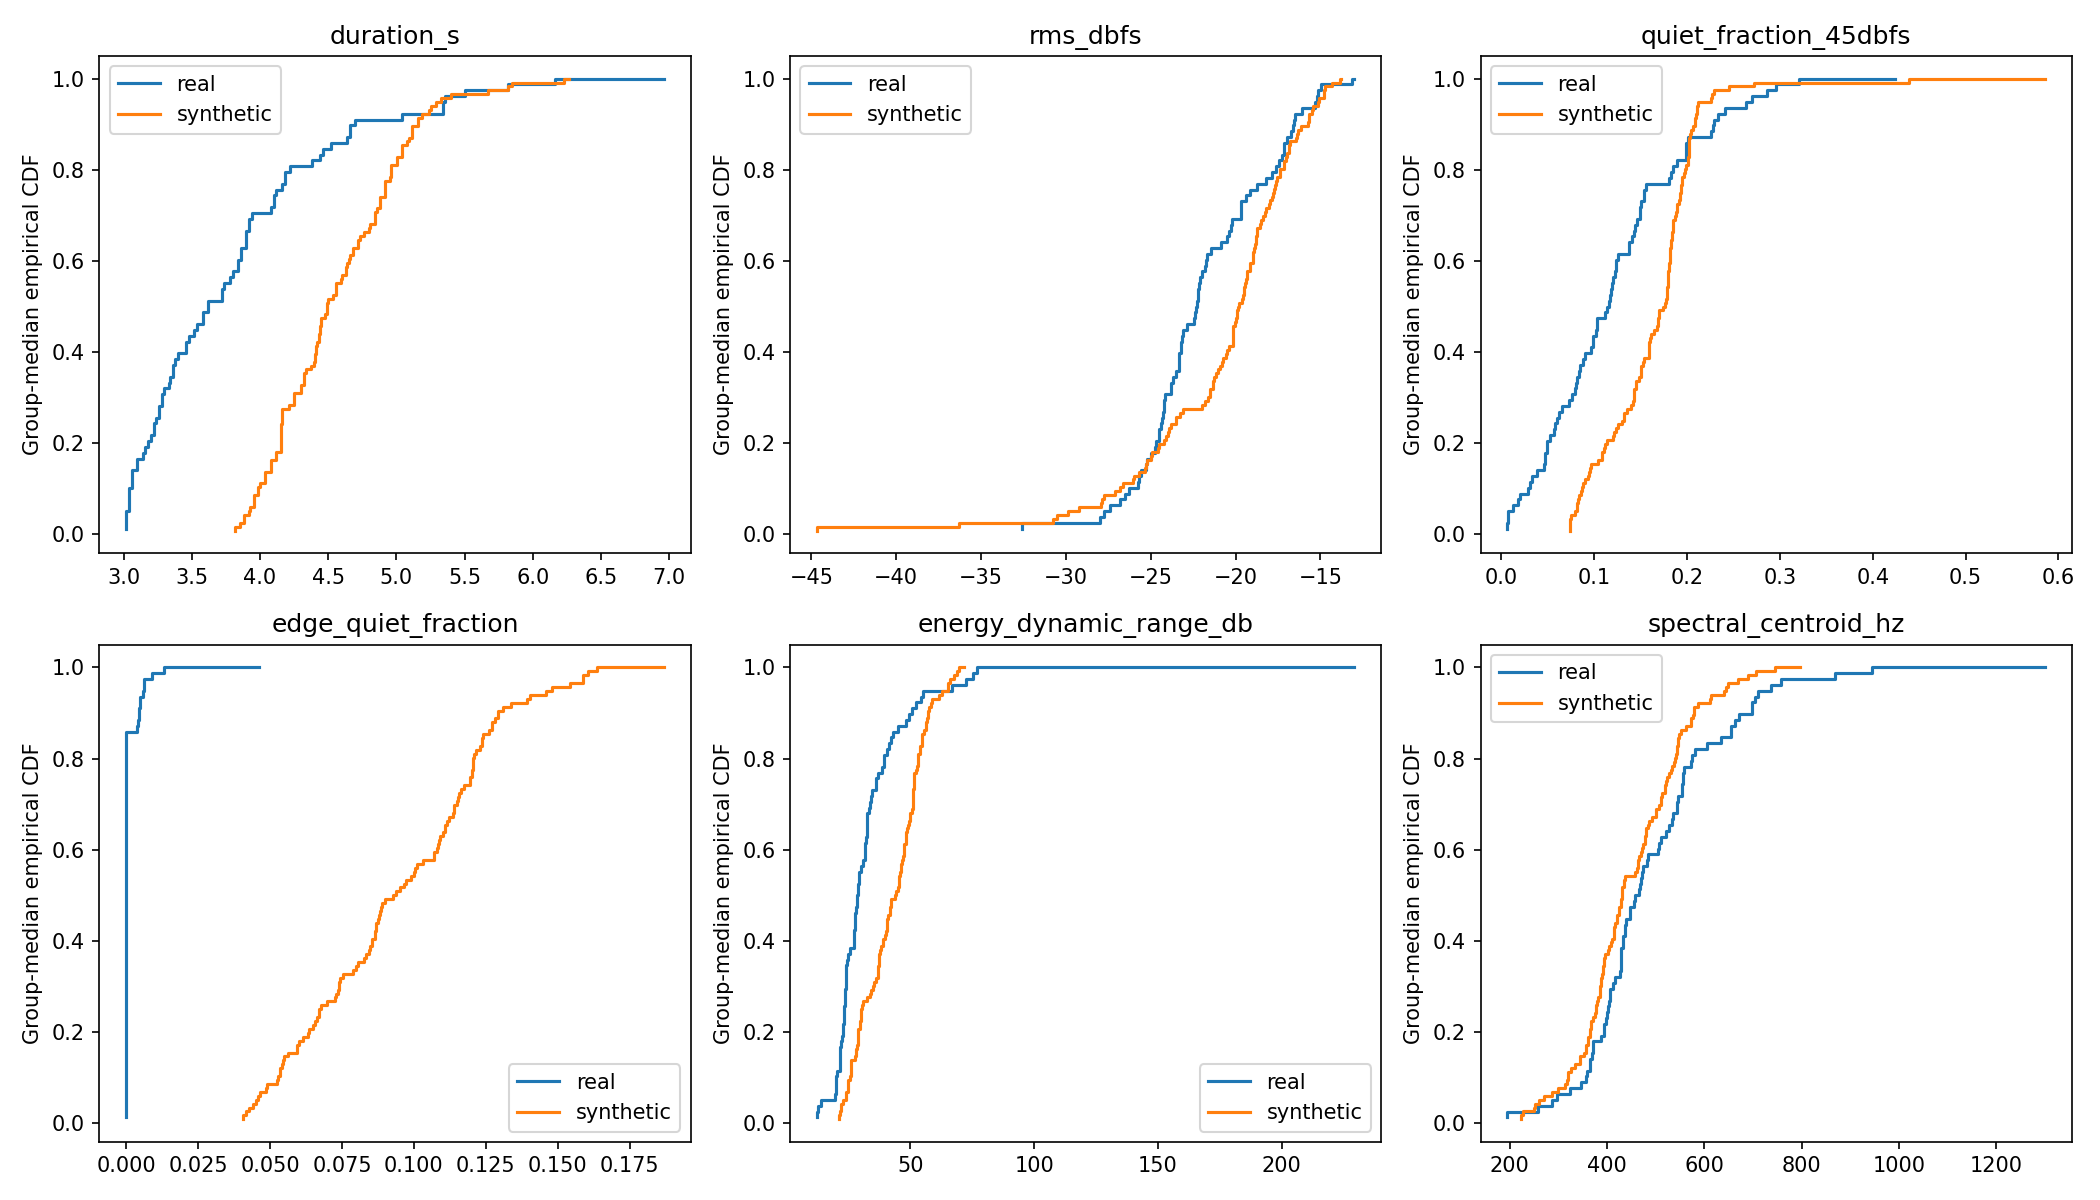 duration_s
real
synthetic
Group-median empirical CDF
0.0
0.2
0.4
0.6
0.8
1.0
3.0 3.5 4.0 4.5 5.0 5.5 6.0 6.5 7.0
rms_dbfs
real
synthetic
Group-median empirical CDF
0.0
0.2
0.4
0.6
0.8
1.0
−45 −40 −35 −30 −25 −20 −15
quiet_fraction_45dbfs
real
synthetic
Group-median empirical CDF
0.0
0.2
0.4
0.6
0.8
1.0
0.0 0.1 0.2 0.3 0.4 0.5 0.6
edge_quiet_fraction
real
synthetic
Group-median empirical CDF
0.0
0.2
0.4
0.6
0.8
1.0
0.000 0.025 0.050 0.075 0.100 0.125 0.150 0.175
energy_dynamic_range_db
real
synthetic
Group-median empirical CDF
0.0
0.2
0.4
0.6
0.8
1.0
50 100 150 200
spectral_centroid_hz
real
synthetic
Group-median empirical CDF
0.0
0.2
0.4
0.6
0.8
1.0
200 400 600 800 1000 1200